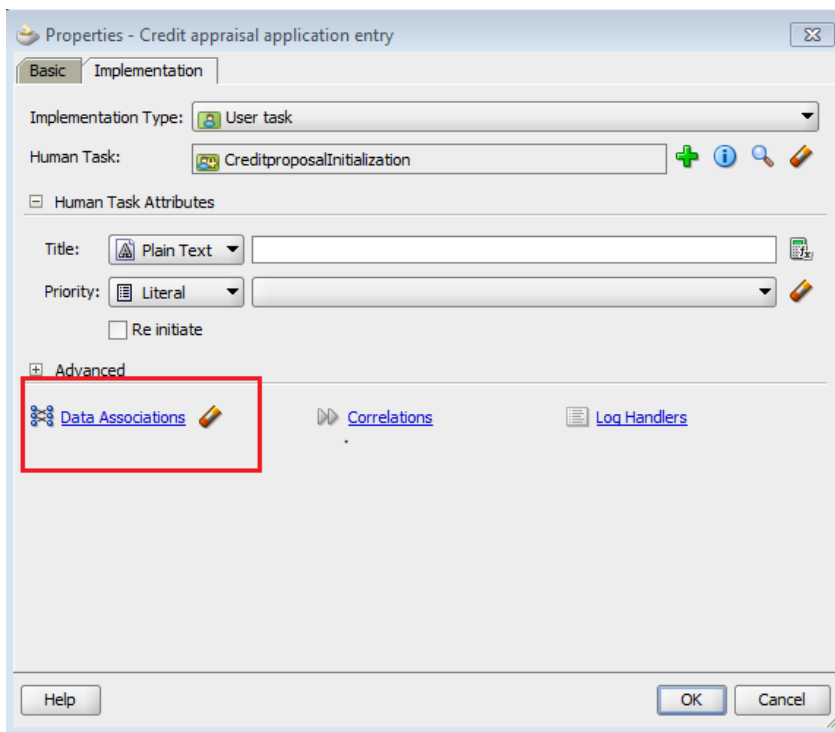 Properties - Credit appraisal application entry
Basic Implementation
Implementation Type: User task
Human Task: CreditproposalInitialization
Human Task Attributes
Title: Plain Text
Priority: Literal
Re initiate
Advanced
Data Associations Correlations Log Handlers
Help OK Cancel